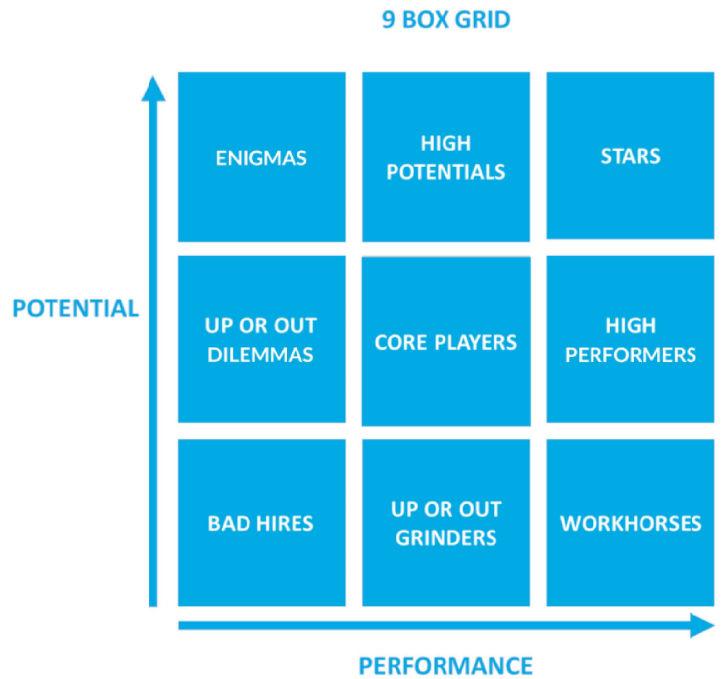 9 BOX GRID
ENIGMAS
HIGH
POTENTIALS
STARS
POTENTIAL
UP OR OUT
DILEMMAS
CORE PLAYERS
HIGH
PERFORMERS
BAD HIRES
UP OR OUT
GRINDERS
WORKHORSES
PERFORMANCE